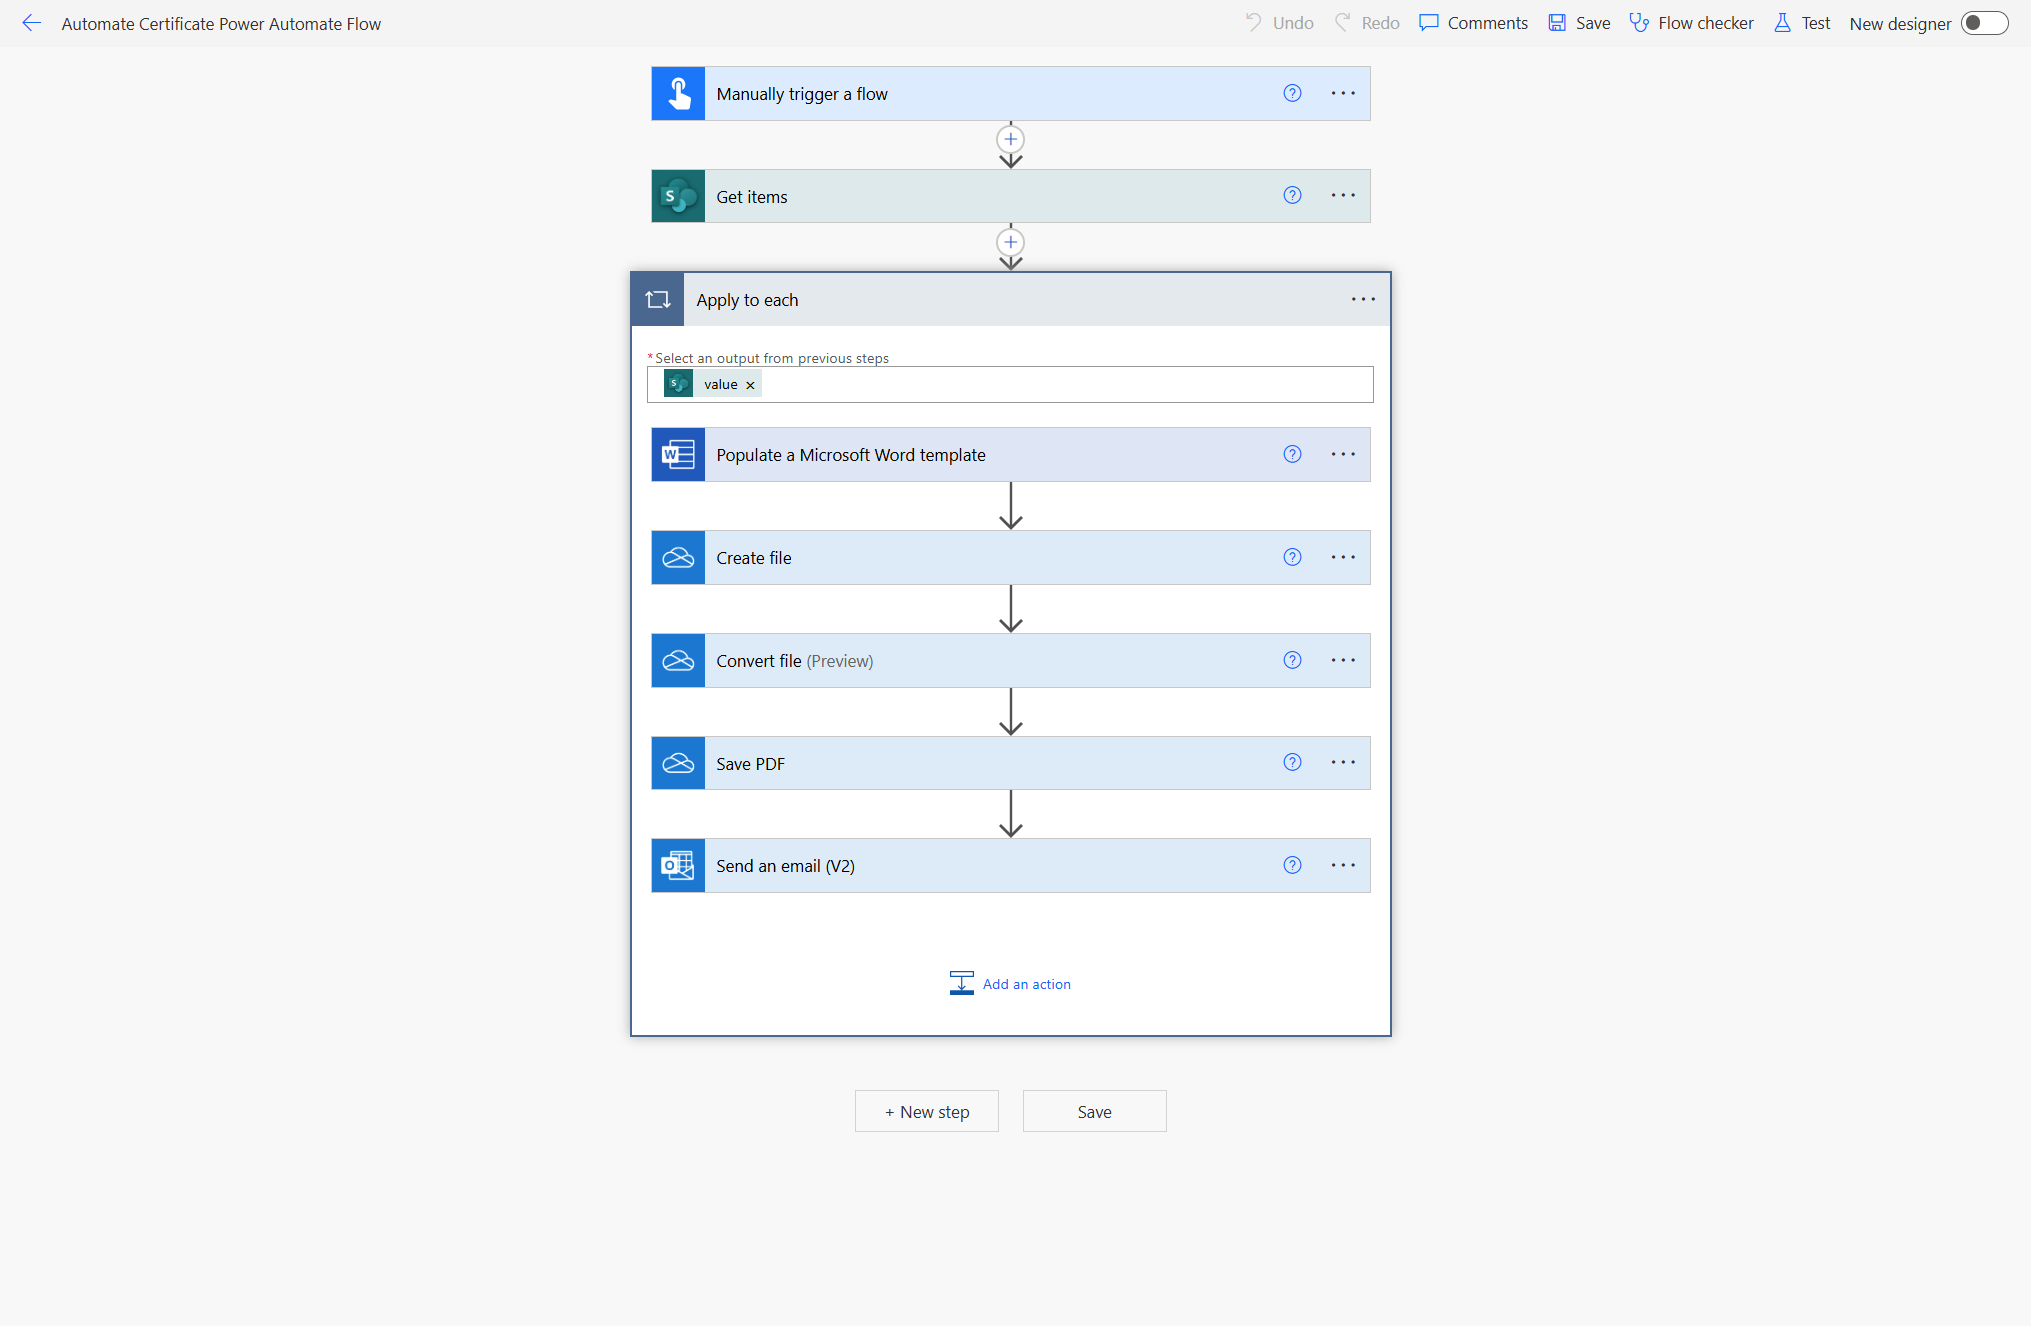 Automate Certificate Power Automate Flow
Undo
Redo
Comments
Save
Flow checker
Test
New designer
Manually trigger a flow
Get items
Apply to each
* Select an output from previous steps
value
Populate a Microsoft Word template
Create file
Convert file (Preview)
Save PDF
Send an email (V2)
Add an action
+ New step
Save